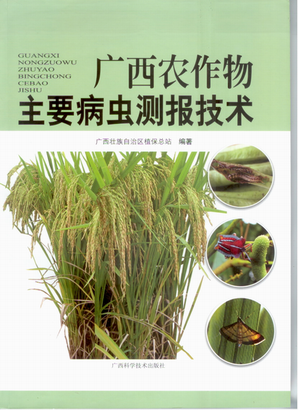 GUANGXI
NONGZUOWU
ZHUYAO
BINGCHONG
CEBAO
JISHU
广西农作物
主要病虫测报技术
广西壮族自治区植保总站 编著
广西科学技术出版社